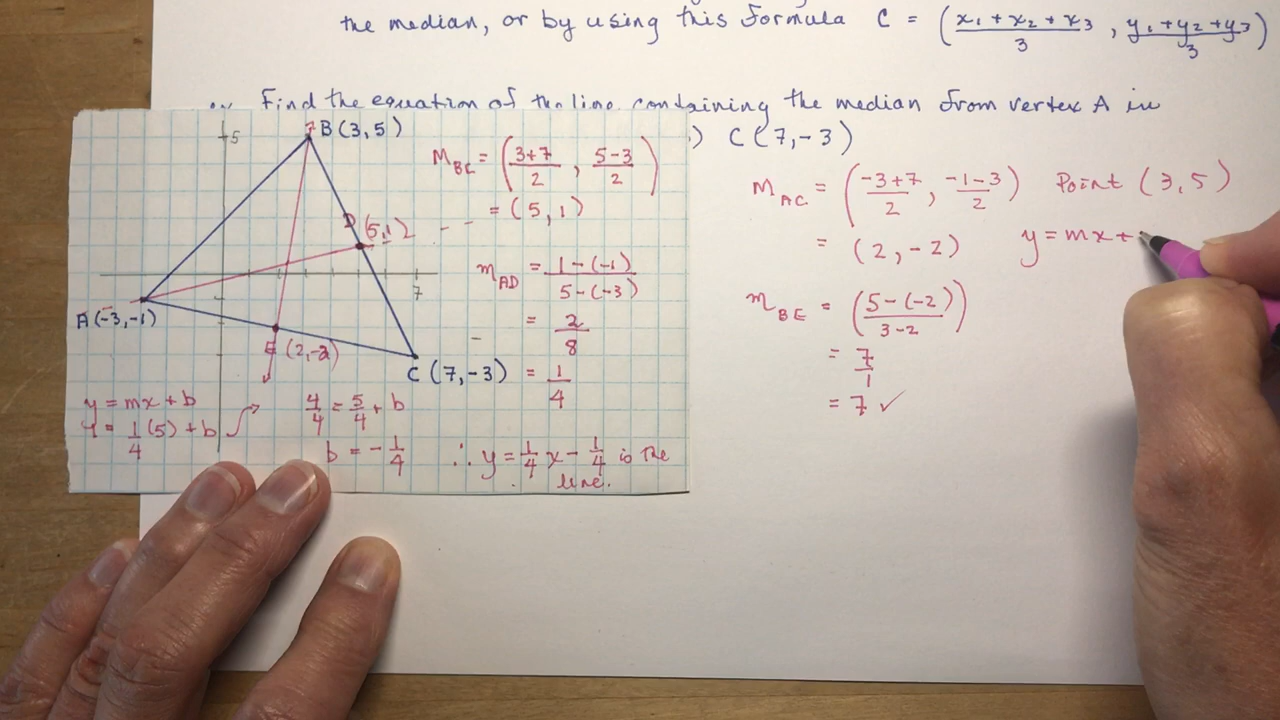 the median, or by using this formula C = ( x₁ + x₂ + x₃ / 3 , y₁ + y₂ + y₃ / 3 )
Find the equation of the line containing the median from vertex A in
) C(7,-3)
5
B(3,5)
D(5,1)
7
A(-3,-1)
E(2,-2)
C(7,-3)
M_BC = ( 3+7 / 2 , 5-3 / 2 )
= (5,1)
m_AD = 1-(-1) / 5-(-3)
= 2/8
= 1/4
y = mx + b
y = 1/4 (5) + b
4/4 = 5/4 + b
b = -1/4
∴ y = 1/4 x - 1/4 is the
line.
M_AC = ( -3+7 / 2 , -1-3 / 2 )
= (2,-2)
m_BE = ( 5-(-2) / 3-2 )
= 7/1
= 7 ✓
Point (3,5)
y = mx +